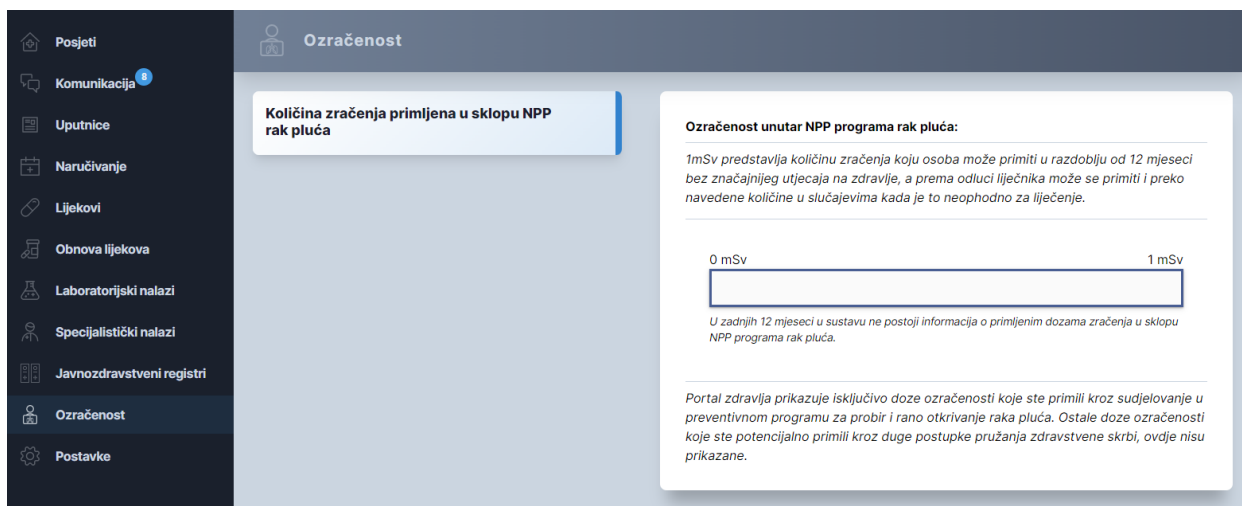 Posjeti
Komunikacija 8
Uputnice
Naručivanje
Lijekovi
Obnova lijekova
Laboratorijski nalazi
Specijalistički nalazi
Javnozdravstveni registri
Ozračenost
Postavke
Ozračenost
Količina zračenja primljena u sklopu NPP
rak pluća
Ozračenost unutar NPP programa rak pluća:
1mSv predstavlja količinu zračenja koju osoba može primiti u razdoblju od 12 mjeseci
bez značajnijeg utjecaja na zdravlje, a prema odluci liječnika može se primiti i preko
navedene količine u slučajevima kada je to neophodno za liječenje.
0 mSv 1 mSv
U zadnjih 12 mjeseci u sustavu ne postoji informacija o primljenim dozama zračenja u sklopu
NPP programa rak pluća.
Portal zdravlja prikazuje isključivo doze ozračenosti koje ste primili kroz sudjelovanje u
preventivnom programu za probir i rano otkrivanje raka pluća. Ostale doze ozračenosti
koje ste potencijalno primili kroz duge postupke pružanja zdravstvene skrbi, ovdje nisu
prikazane.